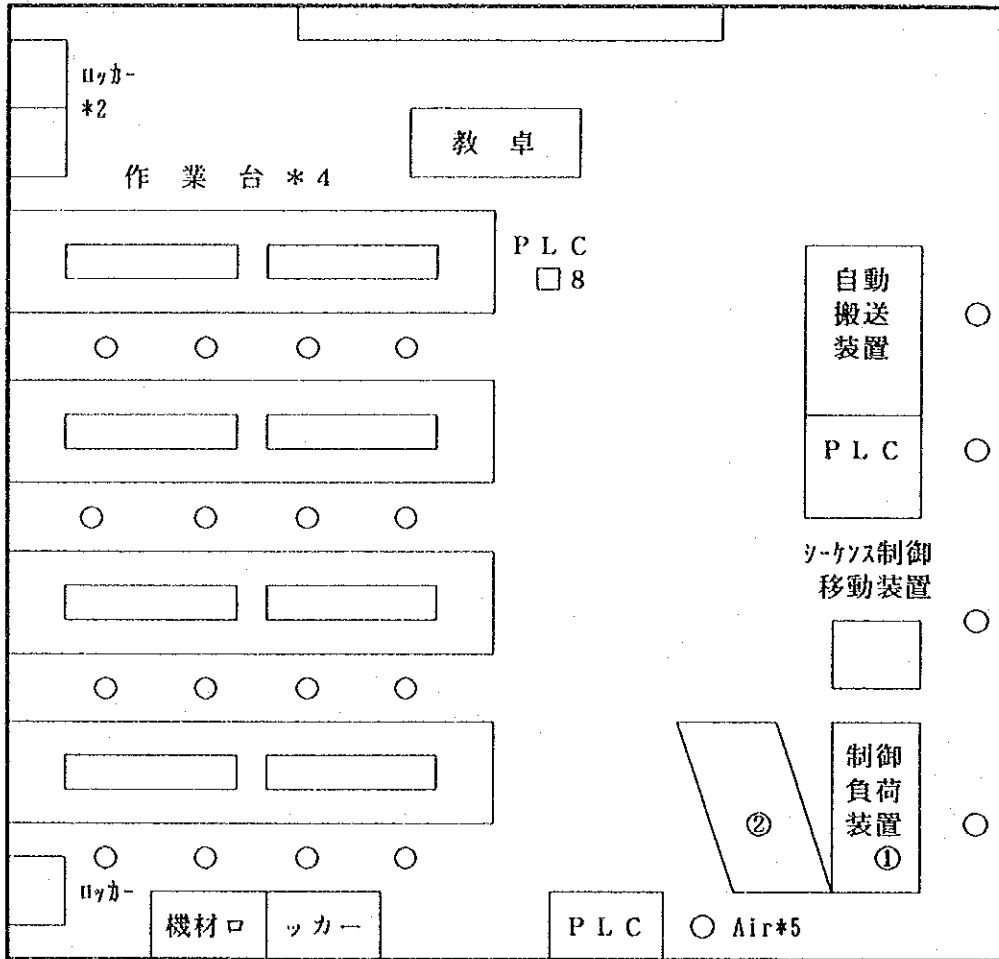 ロッカー
*2
教 卓
作 業 台 * 4
P L C
□ 8
自動
搬送
装置
P L C
シーケンス制御
移動装置
制御
負荷
装置
①
②
ロッカー
機材ロ ッカー
P L C
Air*5